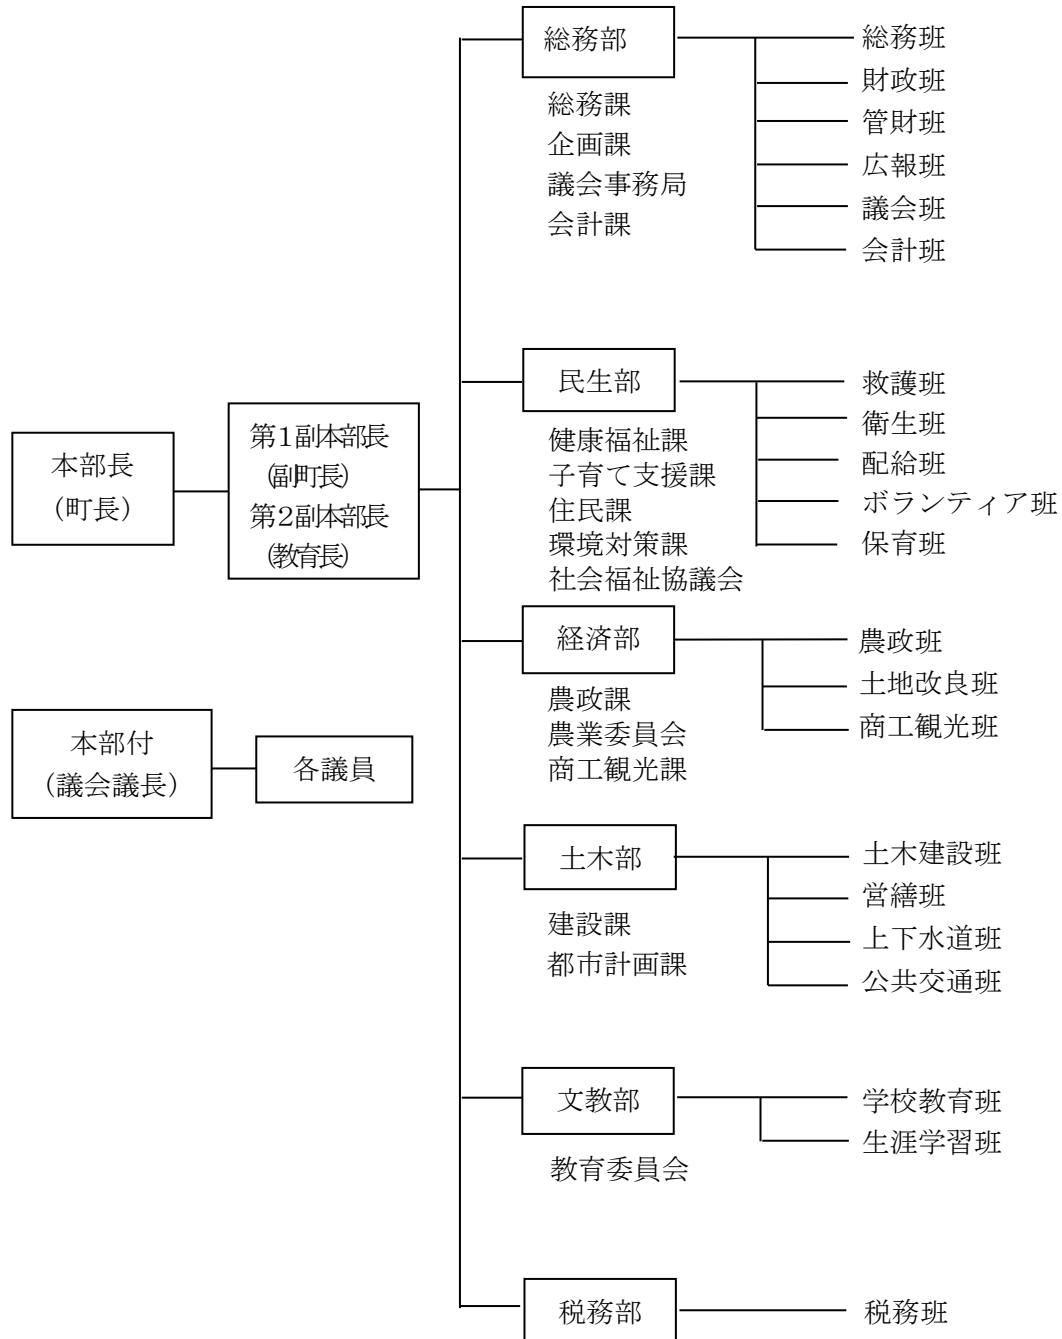 総務部
総務課
企画課
議会事務局
会計課
総務班
財政班
管財班
広報班
議会班
会計班
本部長
(町長)
第1副本部長
(副町長)
第2副本部長
(教育長)
民生部
健康福祉課
子育て支援課
住民課
環境対策課
社会福祉協議会
救護班
衛生班
配給班
ボランティア班
保育班
経済部
農政課
農業委員会
商工観光課
農政班
土地改良班
商工観光班
本部付
(議会議長)
各議員
土木部
建設課
都市計画課
土木建設班
営繕班
上下水道班
公共交通班
文教部
教育委員会
学校教育班
生涯学習班
税務部
税務班